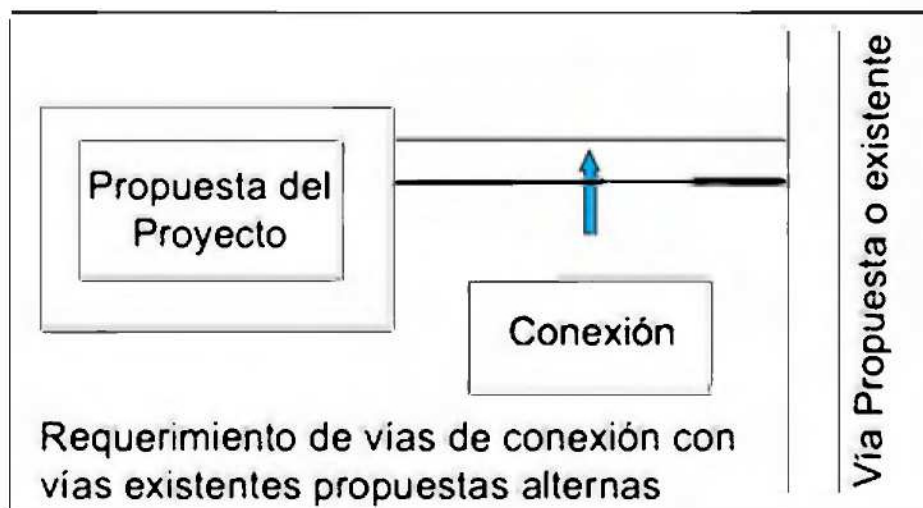 Propuesta del
Proyecto
Conexión
Requerimiento de vías de conexión con
vías existentes propuestas alternas
Vía Propuesta o existente